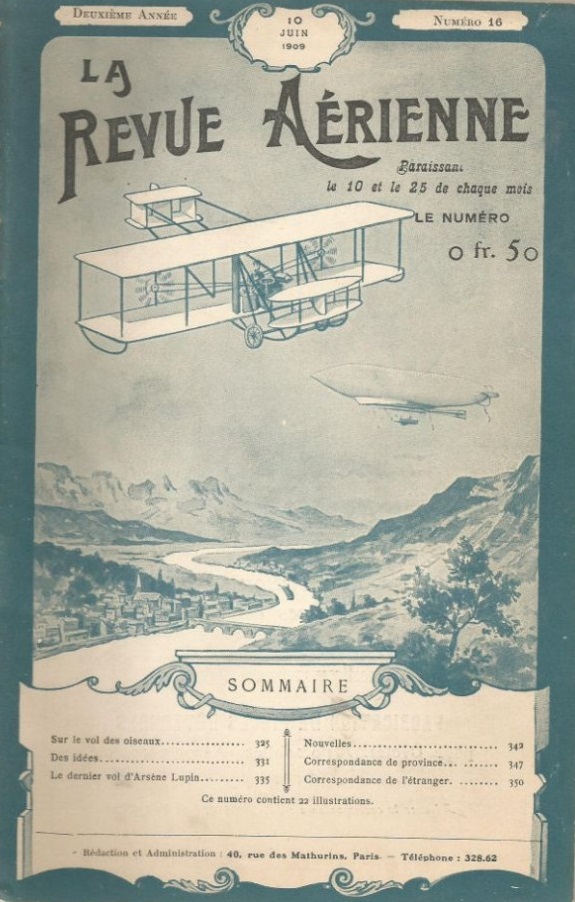 Deuxième Année
10
JUIN
1909
Numéro 16
LA
REVUE AÉRIENNE
Paraissant
le 10 et le 25 de chaque mois
LE NUMÉRO
0 fr. 50
SOMMAIRE
Sur le vol des oiseaux................ 325
Des idées............................. 331
Le dernier vol d'Arsène Lupin......... 335
Nouvelles............................. 342
Correspondance de province... ........ 347
Correspondance de l'étranger. ........ 350
Ce numéro contient 22 illustrations.
Rédaction et Administration : 40, rue des Mathurins, Paris — Téléphone : 328.62